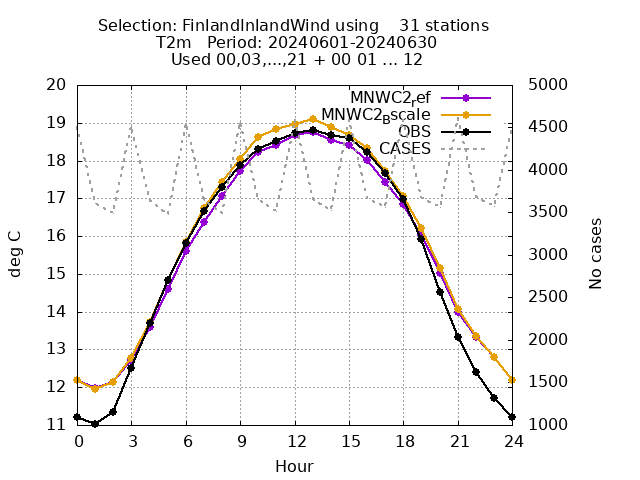 Selection: FinlandInlandWind using    31 stations
T2m   Period: 20240601-20240630
Used 00,03,...,21 + 00 01 ... 12
MNWC2ref
MNWC2Bscale
OBS
CASES
20
19
18
17
16
15
14
13
12
11
5000
4500
4000
3500
3000
2500
2000
1500
1000
deg C
No cases
0 3 6 9 12 15 18 21 24
Hour